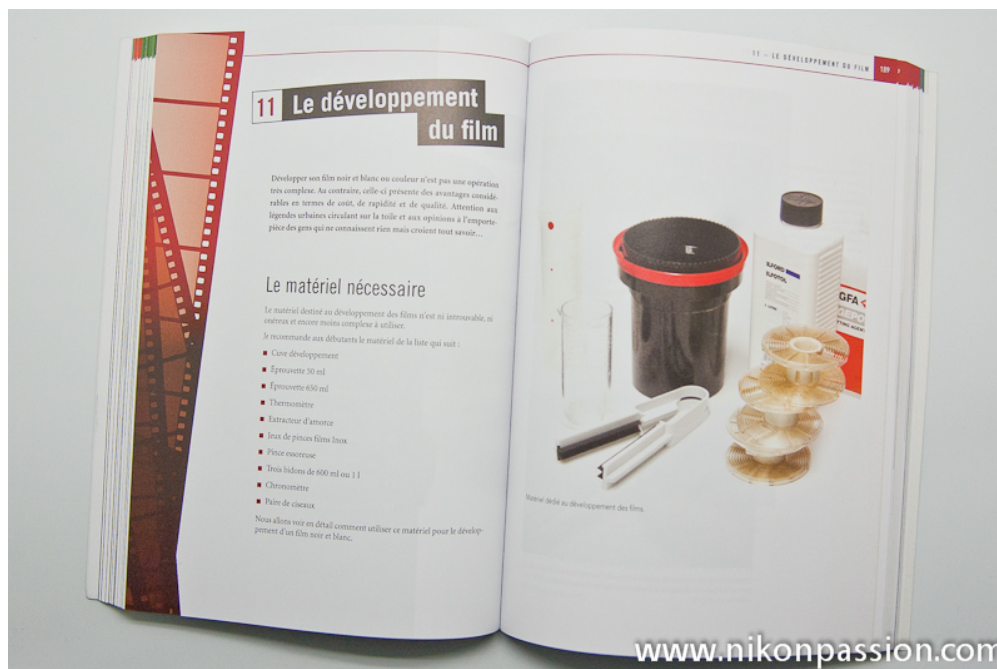 11 Le développement
du film
Développer son film noir et blanc ou couleur n'est pas une opération
très complexe. Au contraire, celle-ci présente des avantages considé-
rables en termes de coût, de rapidité et de qualité. Attention aux
légendes urbaines circulant sur la toile et aux opinions à l'emporte-
pièce des gens qui ne connaissent rien mais croient tout savoir…
Le matériel nécessaire
Le matériel destiné au développement des films n'est ni introuvable, ni
onéreux et encore moins complexe à utiliser.
Je recommande aux débutants le matériel de la liste qui suit :
■ Cuve développement
■ Éprouvette 50 ml
■ Éprouvette 650 ml
■ Thermomètre
■ Extracteur d'amorce
■ Jeux de pinces films Inox
■ Pince essoreuse
■ Trois bidons de 600 ml ou 1 l
■ Chronomètre
■ Paire de ciseaux
Nous allons voir en détail comment utiliser ce matériel pour le dévelop-
pement d'un film noir et blanc.
11 – LE DÉVELOPPEMENT DU FILM 189
ILFORD
ILFOTOL
1 LITRE
GFA
TTING AGENT
Matériel dédié au développement des films.
www.nikonpassion.com